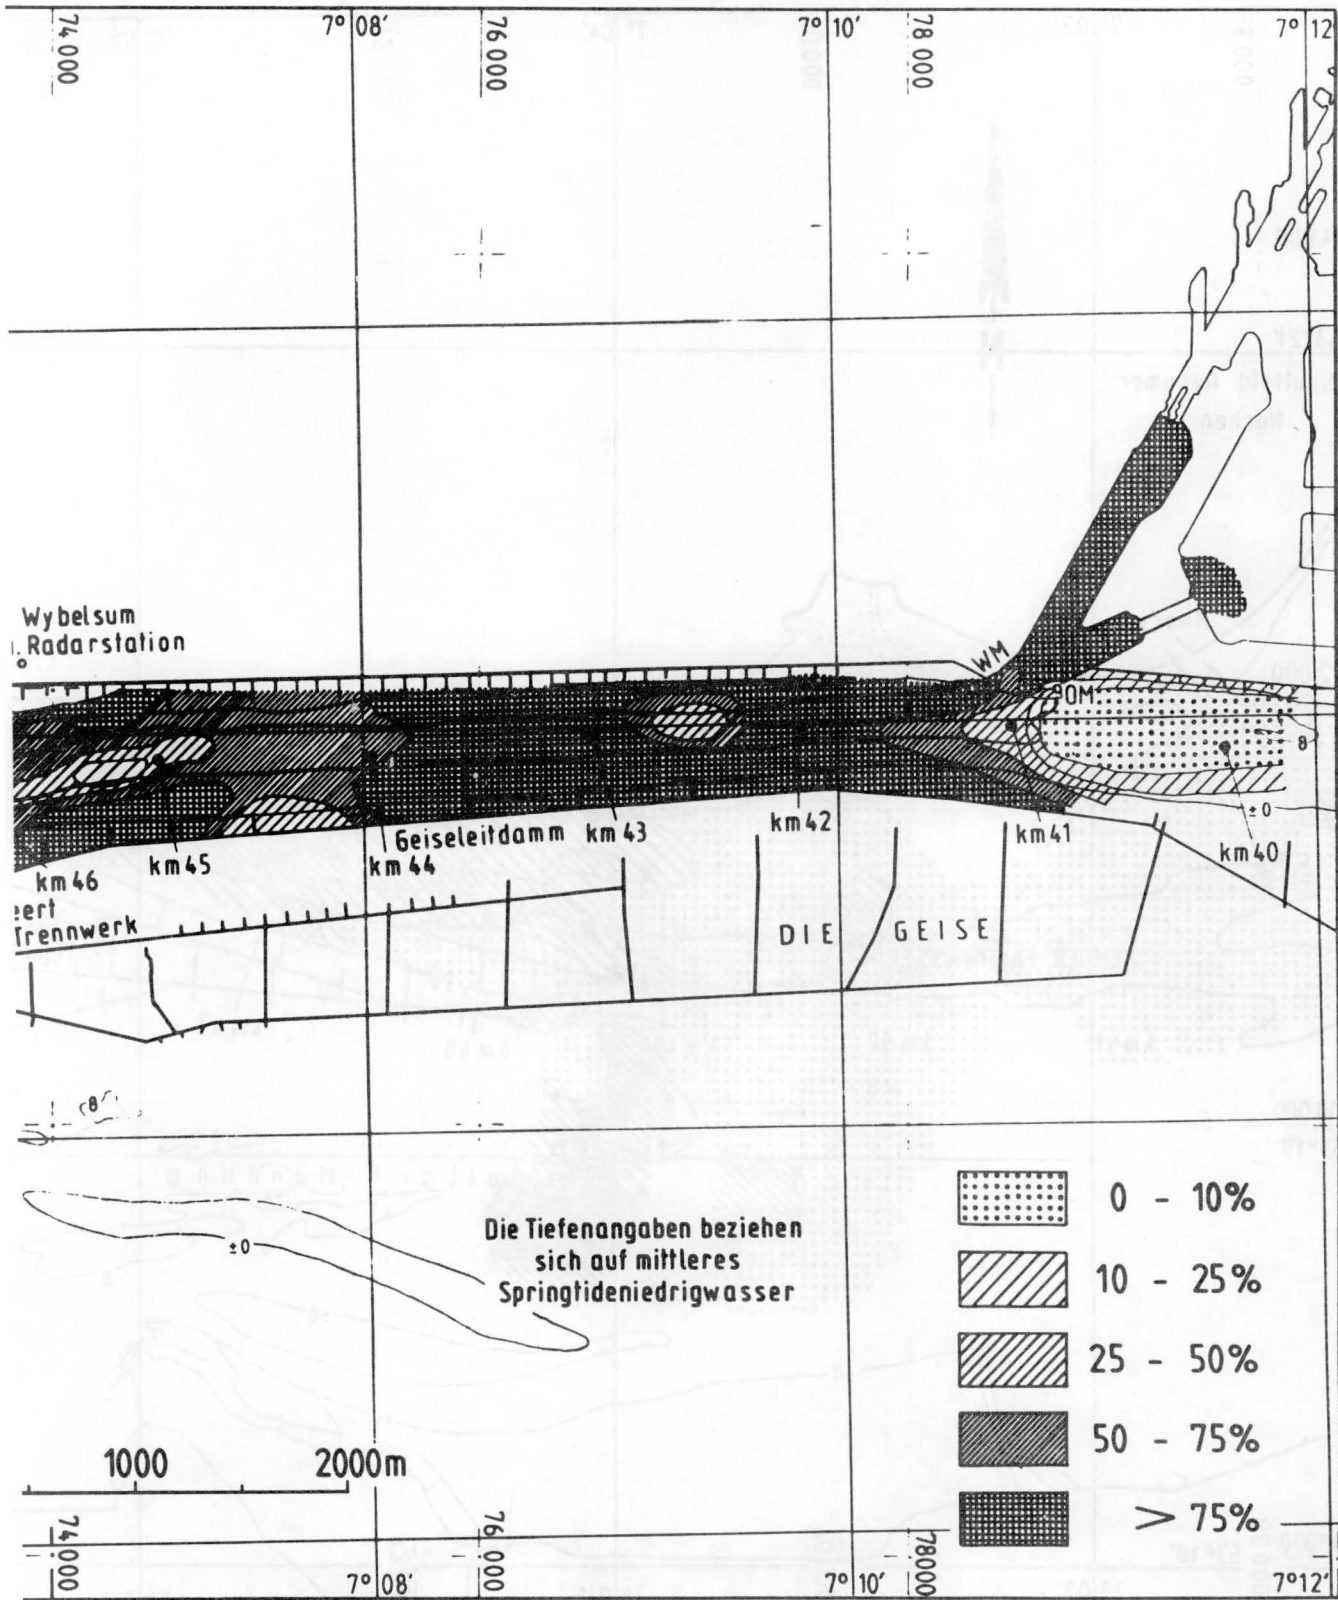 74 000
7° 08'
76 000
7° 10'
78 000
7° 12'
Wybelsum
Radarstation
WM
OM
8
±0
Geiseleitdamm
km 43
km 42
km 41
km 40
km 45
km 44
km 46
Trennwerk
DIE GEISE
8
±0
Die Tiefenangaben beziehen
sich auf mittleres
Springtideniedrigwasser
0 - 10%
10 - 25%
25 - 50%
50 - 75%
> 75%
1000
2000m
74 000
7° 08'
76 000
7° 10'
78 000
7° 12'